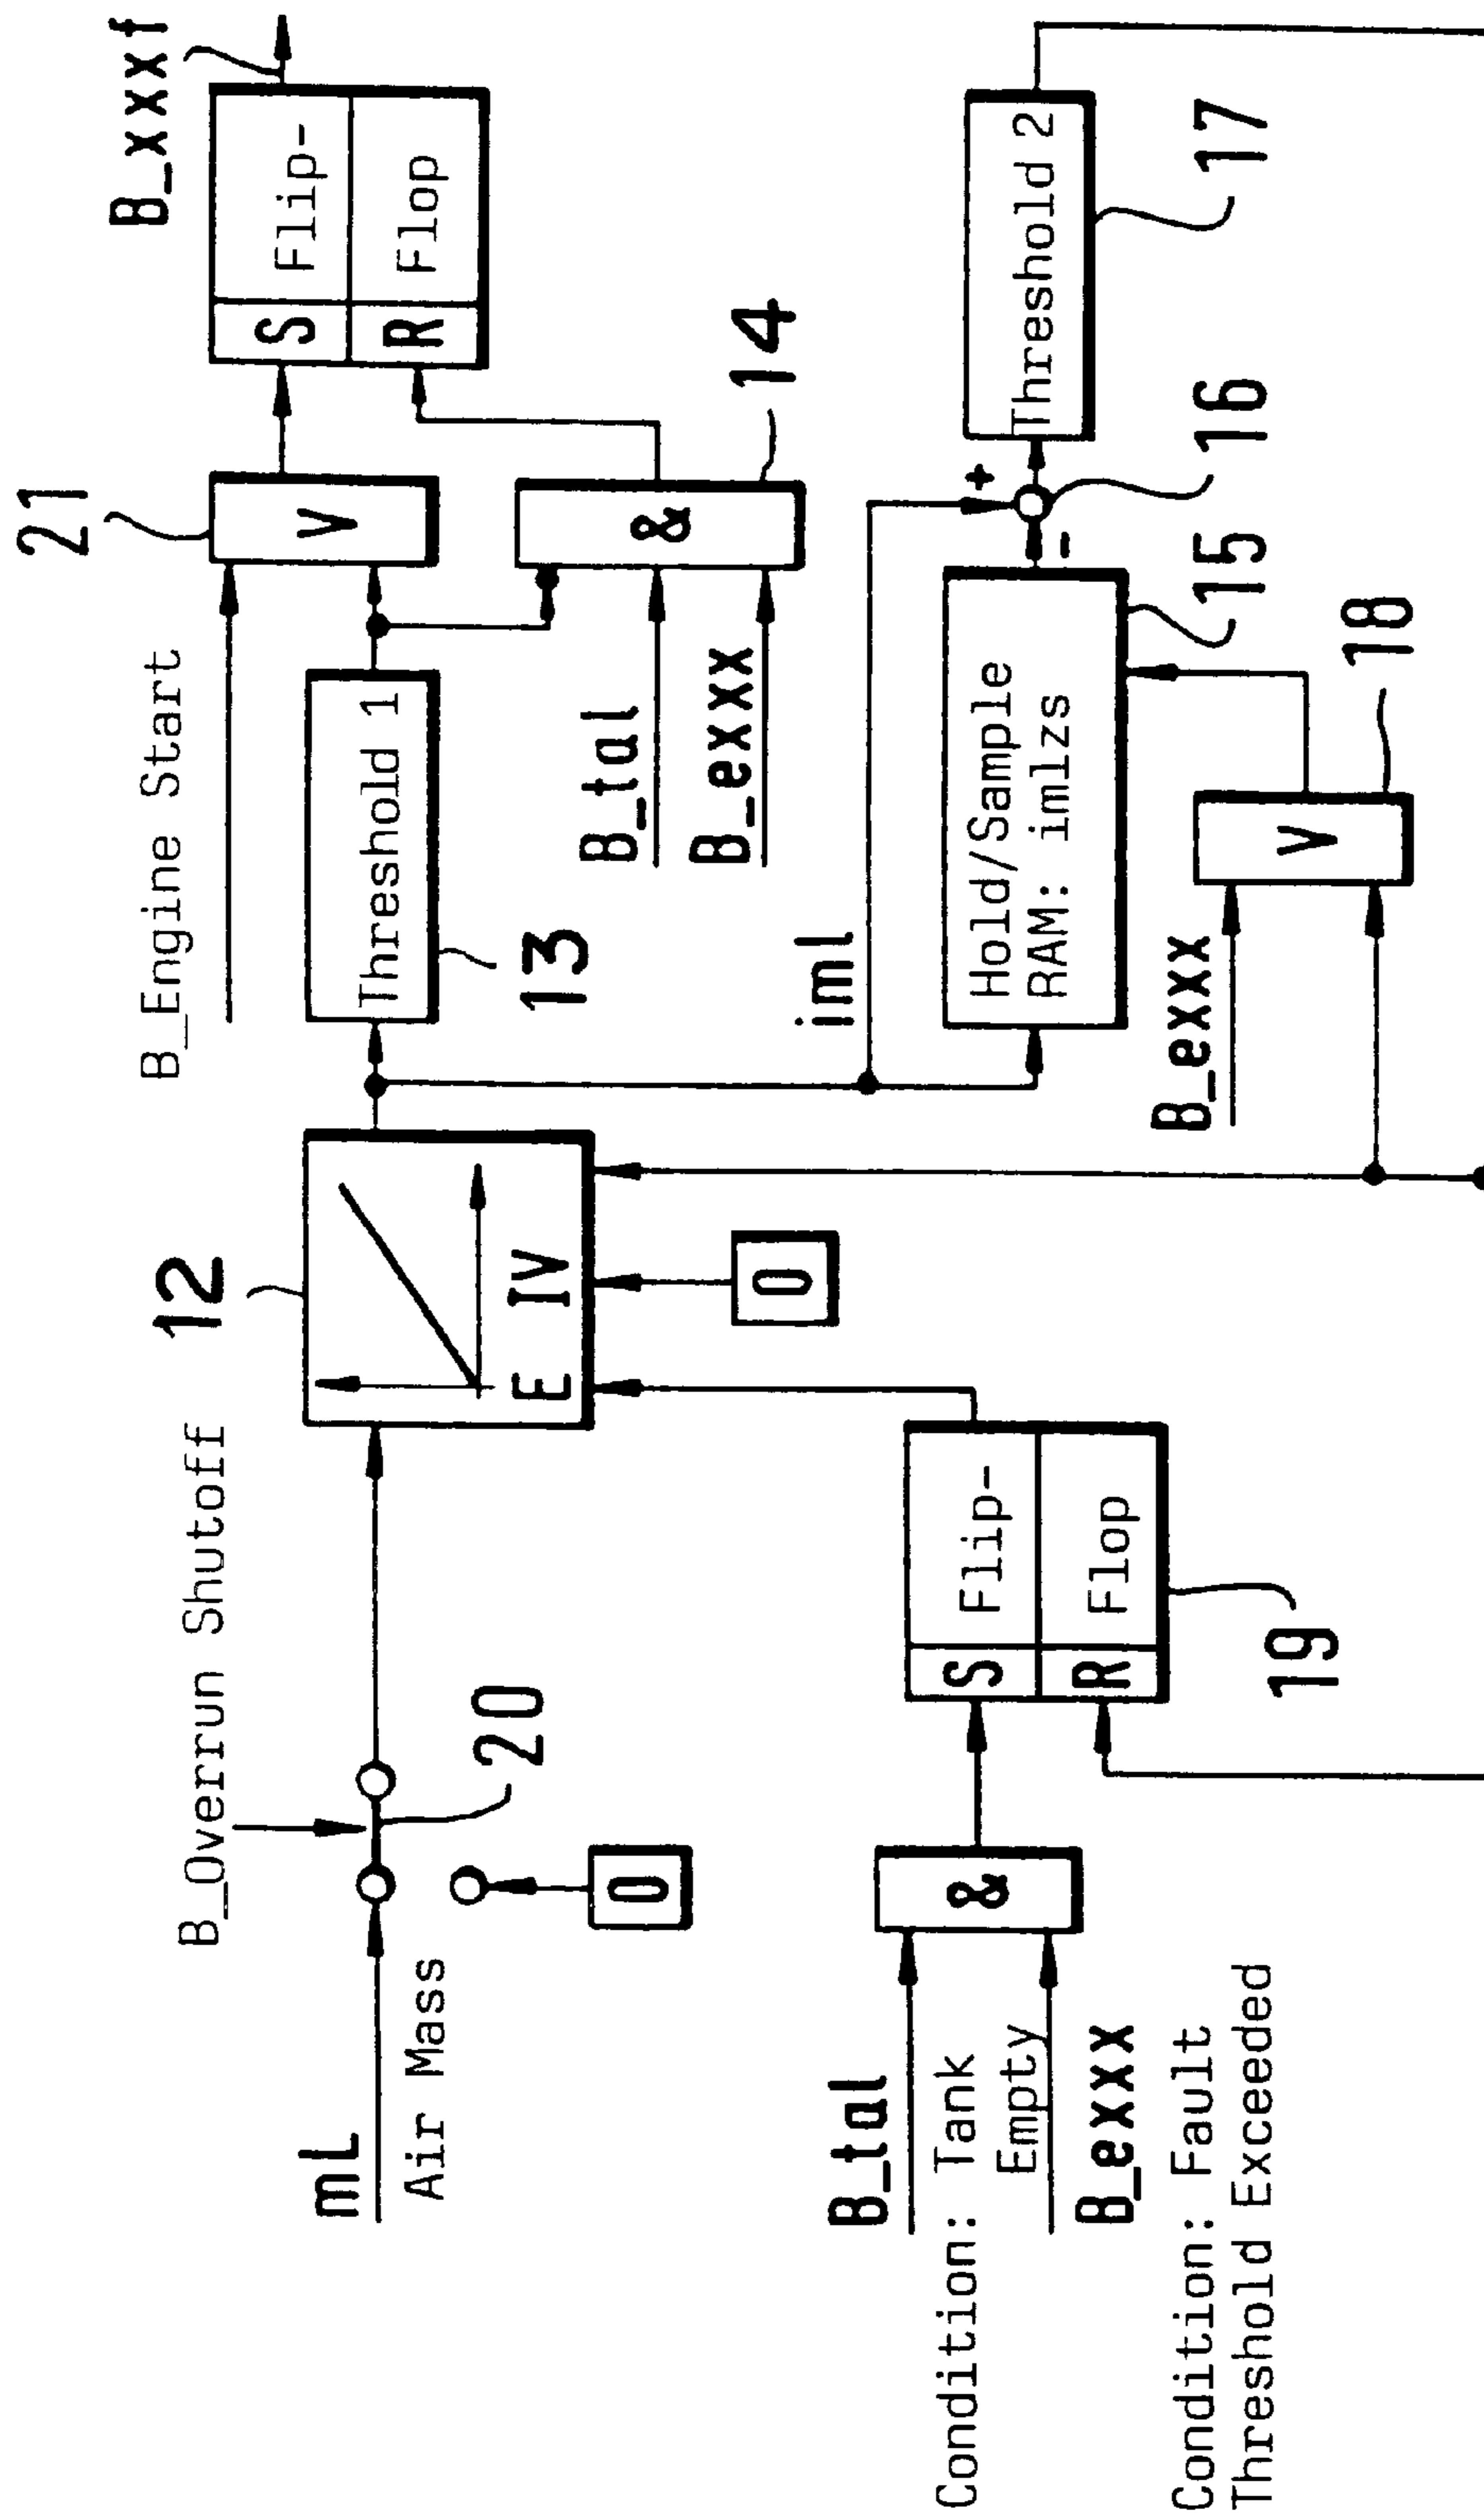 21
B_xxxf
B_Engine Start
V
S
Flip-
R
Flop
12
B_Overrun Shutoff
Threshold 1
13
&
14
mL
Air Mass
20
0
E IV
0
B_tal
B_exxx
iml
+
-
16
Threshold 2
17
Hold/Sample
RAM: imlzs
15
B_tal
Condition: Tank
Empty
B_exxx
Condition: Fault
Threshold Exceeded
&
S
Flip-
R
Flop
19
B_exxx
V
18